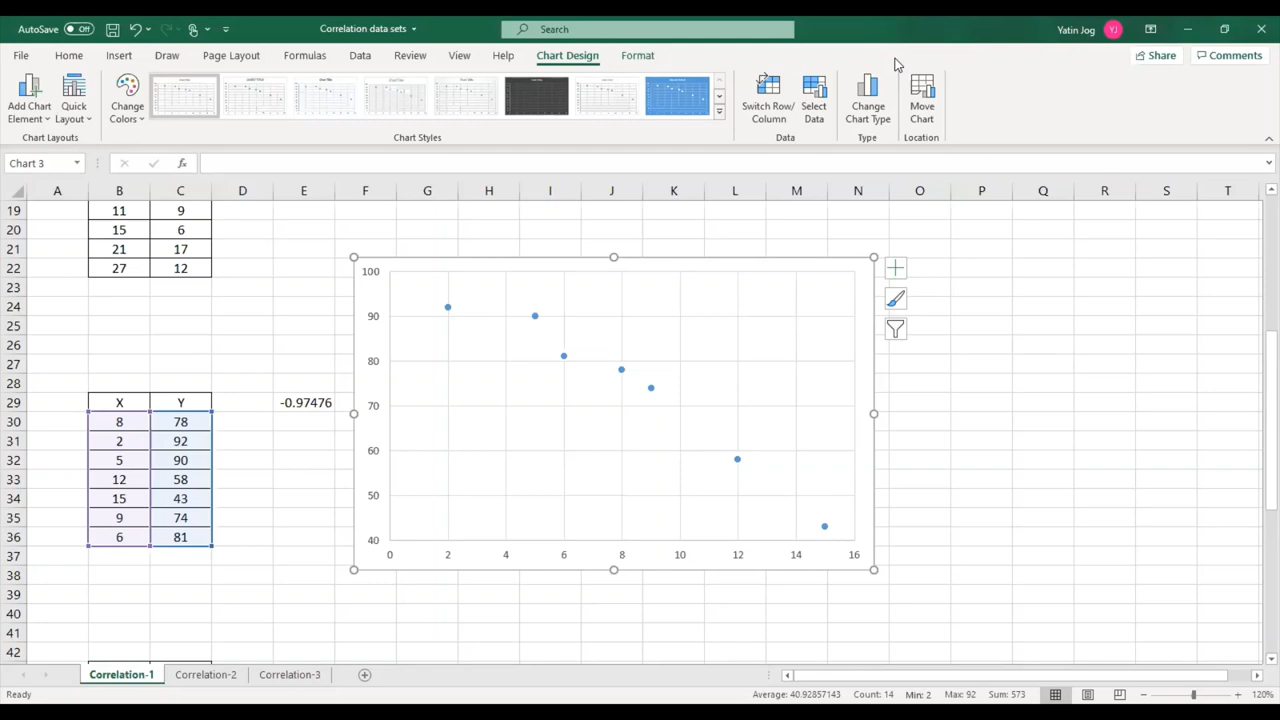 AutoSave Off Correlation data sets Search Yatin Jog YJ
File Home Insert Draw Page Layout Formulas Data Review View Help Chart Design Format Share Comments
Add Chart Element Quick Layout Change Colors Switch Row/ Column Select Data Change Chart Type Move Chart
Chart Layouts Chart Styles Data Type Location
Chart 3 fx
A B C D E F G H I J K L M N O P Q R S T
19 11 9
20 15 6
21 21 17
22 27 12
23
24
25
26
27
28
29 X Y -0.97476
30 8 78
31 2 92
32 5 90
33 12 58
34 15 43
35 9 74
36 6 81
37
38
39
40
41
42
100
90
80
70
60
50
40
0 2 4 6 8 10 12 14 16
Correlation-1 Correlation-2 Correlation-3
Ready Average: 40.92857143 Count: 14 Min: 2 Max: 92 Sum: 573 120%